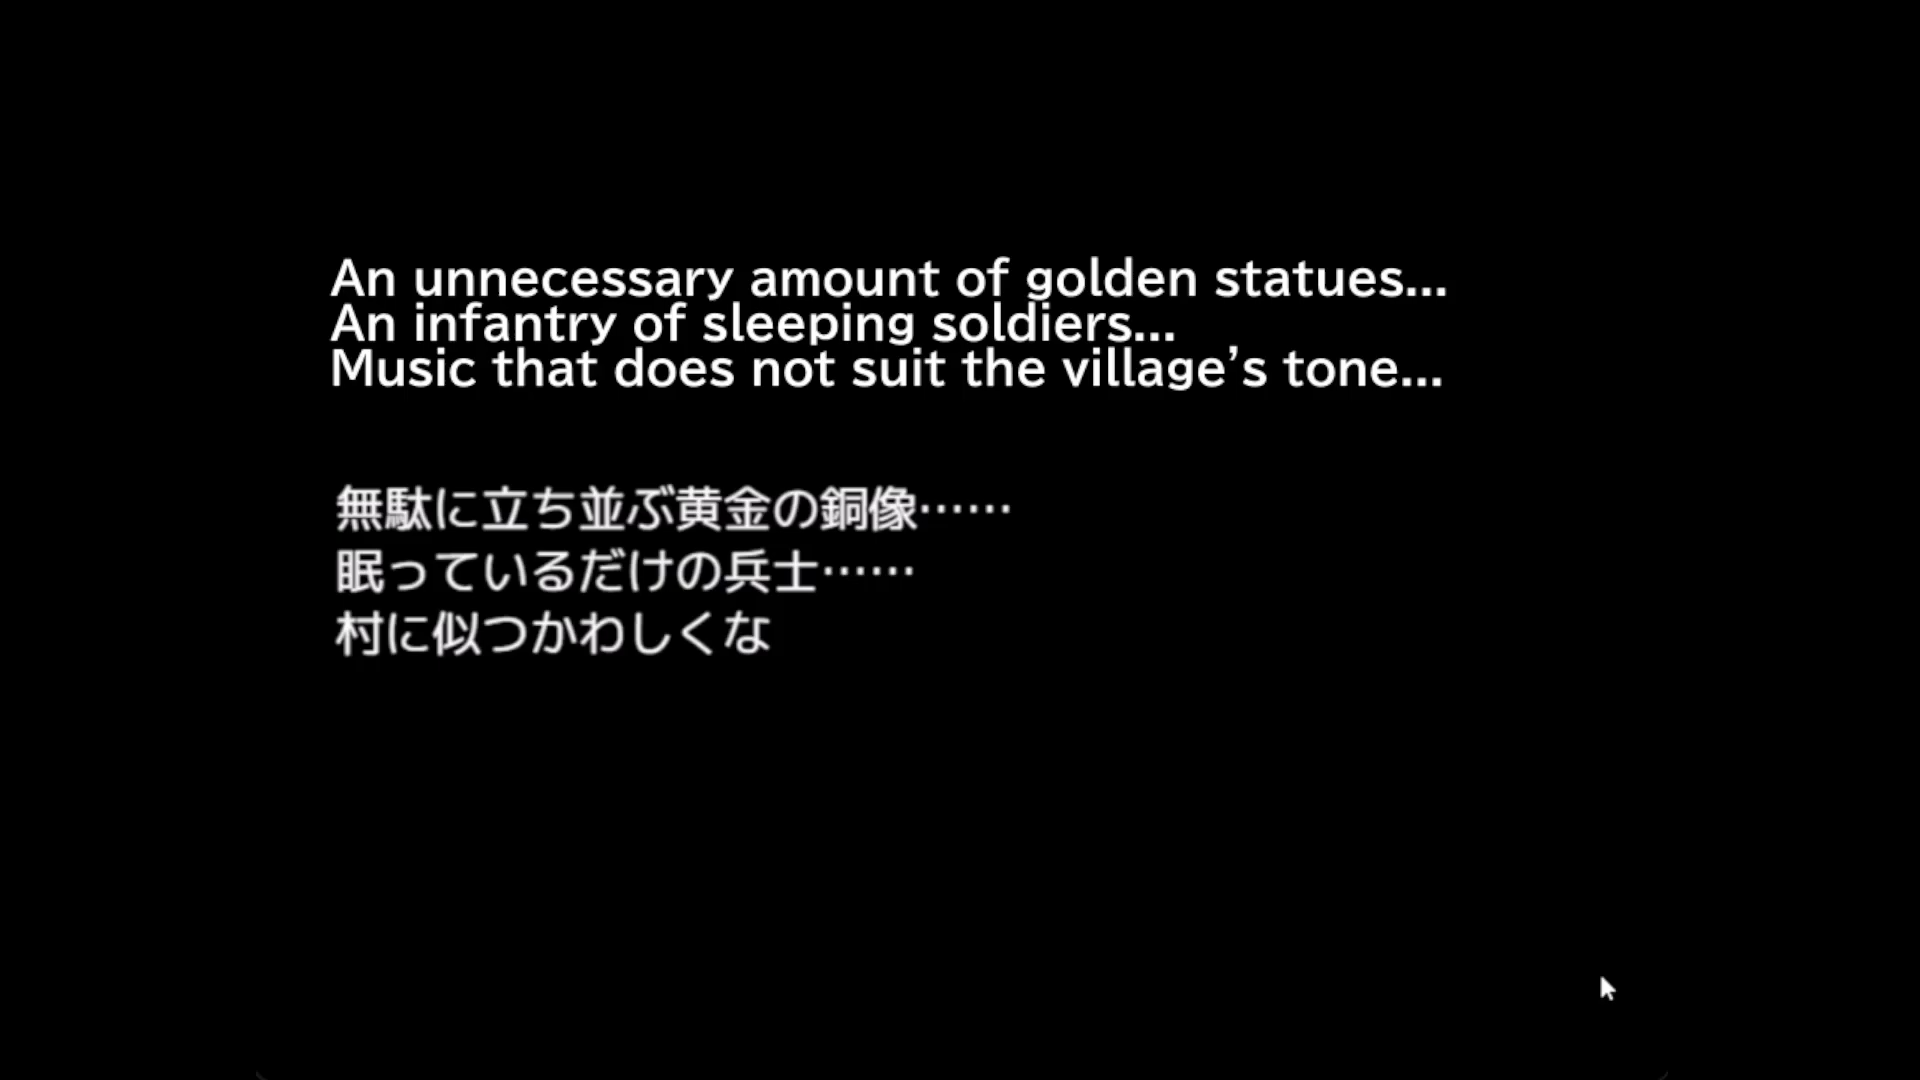 An unnecessary amount of golden statues...
An infantry of sleeping soldiers...
Music that does not suit the village’s tone...
無駄に立ち並ぶ黄金の銅像……
眠っているだけの兵士……
村に似つかわしくな